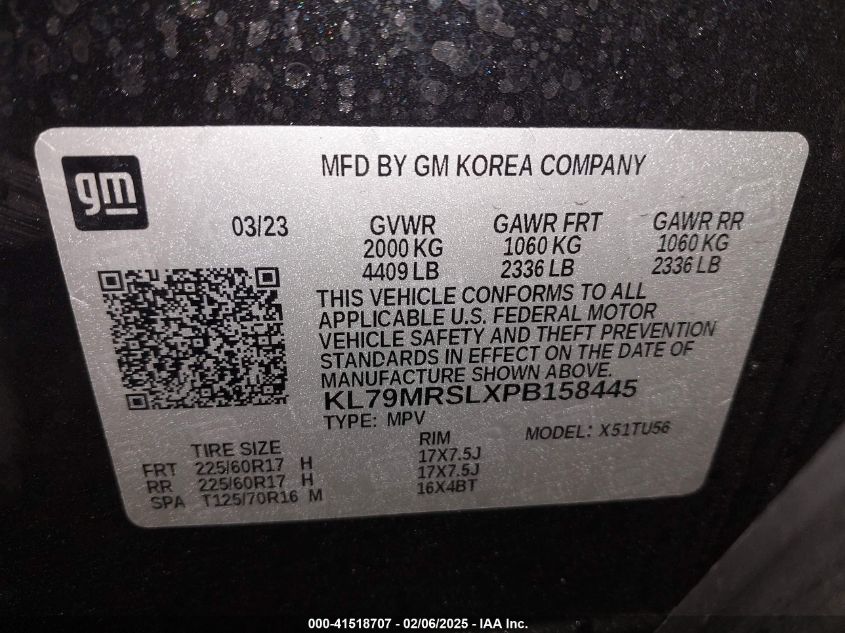 gm
MFD BY GM KOREA COMPANY
03/23 GVWR GAWR FRT GAWR RR
2000 KG 1060 KG 1060 KG
4409 LB 2336 LB 2336 LB
THIS VEHICLE CONFORMS TO ALL
APPLICABLE U.S. FEDERAL MOTOR
VEHICLE SAFETY AND THEFT PREVENTION
STANDARDS IN EFFECT ON THE DATE OF
MANUFACTURE SHOWN ABOVE.
KL79MRSLXPB158445
TYPE: MPV MODEL: X51TU56
TIRE SIZE RIM
FRT 225/60R17 H 17X7.5J
RR 225/60R17 H 17X7.5J
SPA T125/70R16 M 16X4BT
000-41518707 - 02/06/2025 - IAA Inc.